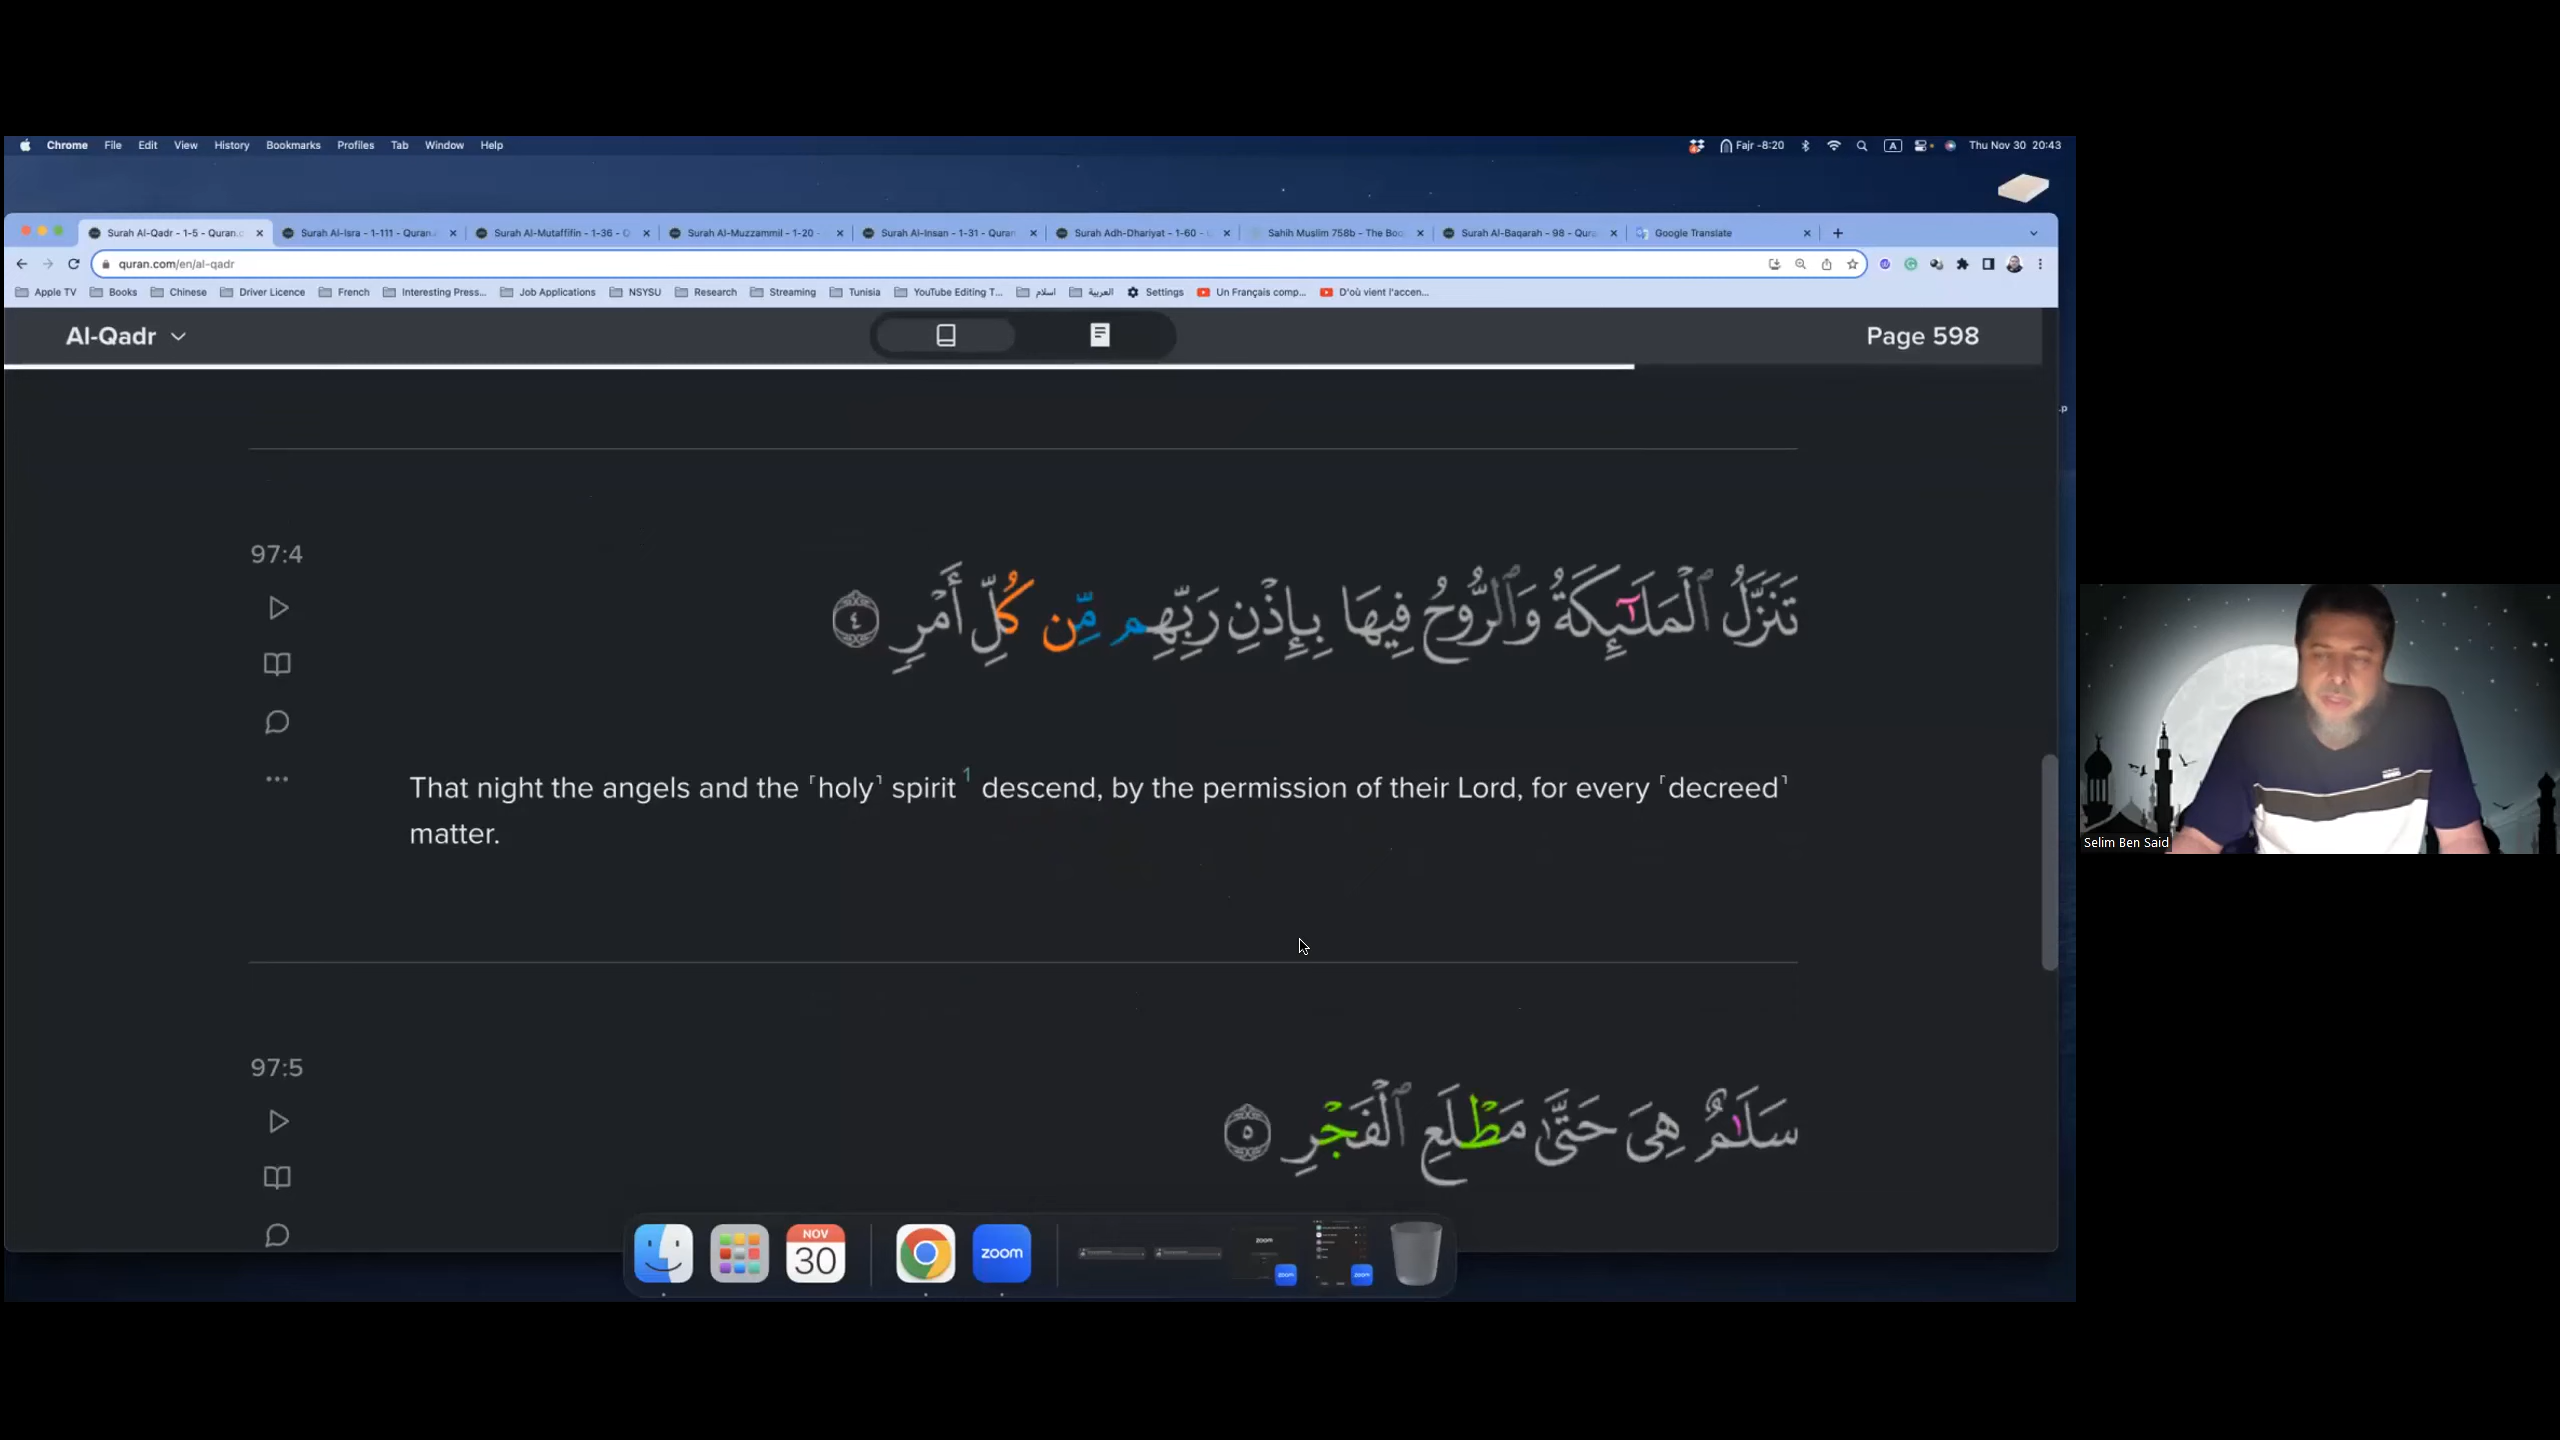 Chrome File Edit View History Bookmarks Profiles Tab Window Help Fajr -8:20 A Thu Nov 30 20:43
Surah Al-Qadr - 1-5 - Quran.c Surah Al-Isra - 1-111 - Quran. Surah Al-Mutaffifin - 1-36 - Surah Al-Muzzammil - 1-20 - Surah Al-Insan - 1-31 - Quran Surah Adh-Dhariyat - 1-60 - Sahih Muslim 758b - The Boo Surah Al-Baqarah - 98 - Qura Google Translate
quran.com/en/al-qadr
Apple TV Books Chinese Driver Licence French Interesting Press... Job Applications NSYSU Research Streaming Tunisia YouTube Editing T... اسلام العربية Settings Un Français comp... D'où vient l'accen...
Al-Qadr Page 598
.p
97:4
تَنَزَّلُ ٱلْمَلَـٰٓئِكَةُ وَٱلرُّوحُ فِيهَا بِإِذْنِ رَبِّهِم مِّن كُلِّ أَمْرٍۢ ٤
That night the angels and the ˹holy˺ spirit 1 descend, by the permission of their Lord, for every ˹decreed˺
matter.
Selim Ben Said
97:5
سَلَـٰمٌ هِىَ حَتَّىٰ مَطْلَعِ ٱلْفَجْرِ ٥
NOV
30
zoom
zoom
zoom
zoom